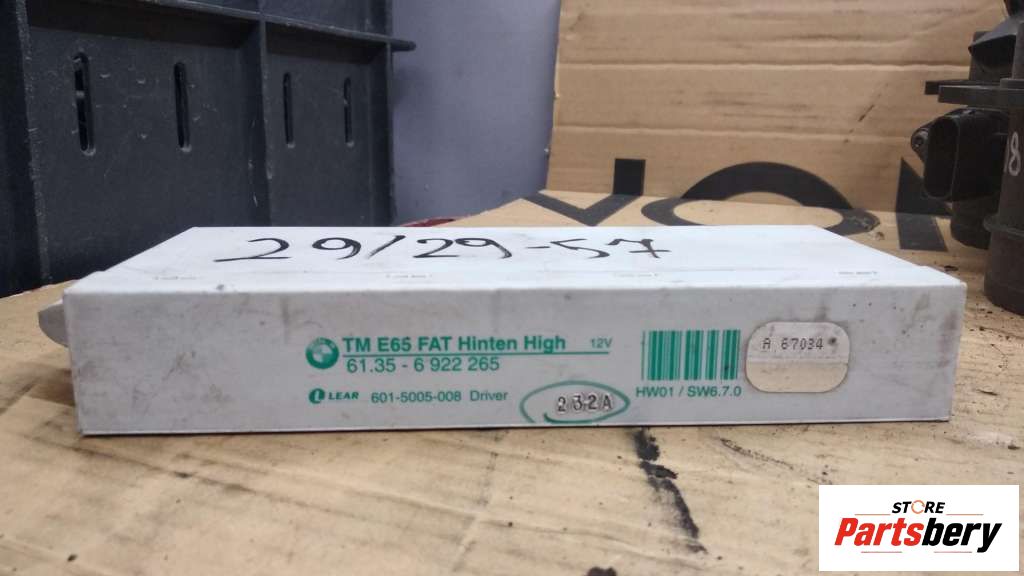 29/29-57
TM E65 FAT Hinten High 12V
61.35 - 6 922 265
LEAR 601-5005-008 Driver
232A
HW01 / SW6.7.0
A 67034
STORE
Partsbery